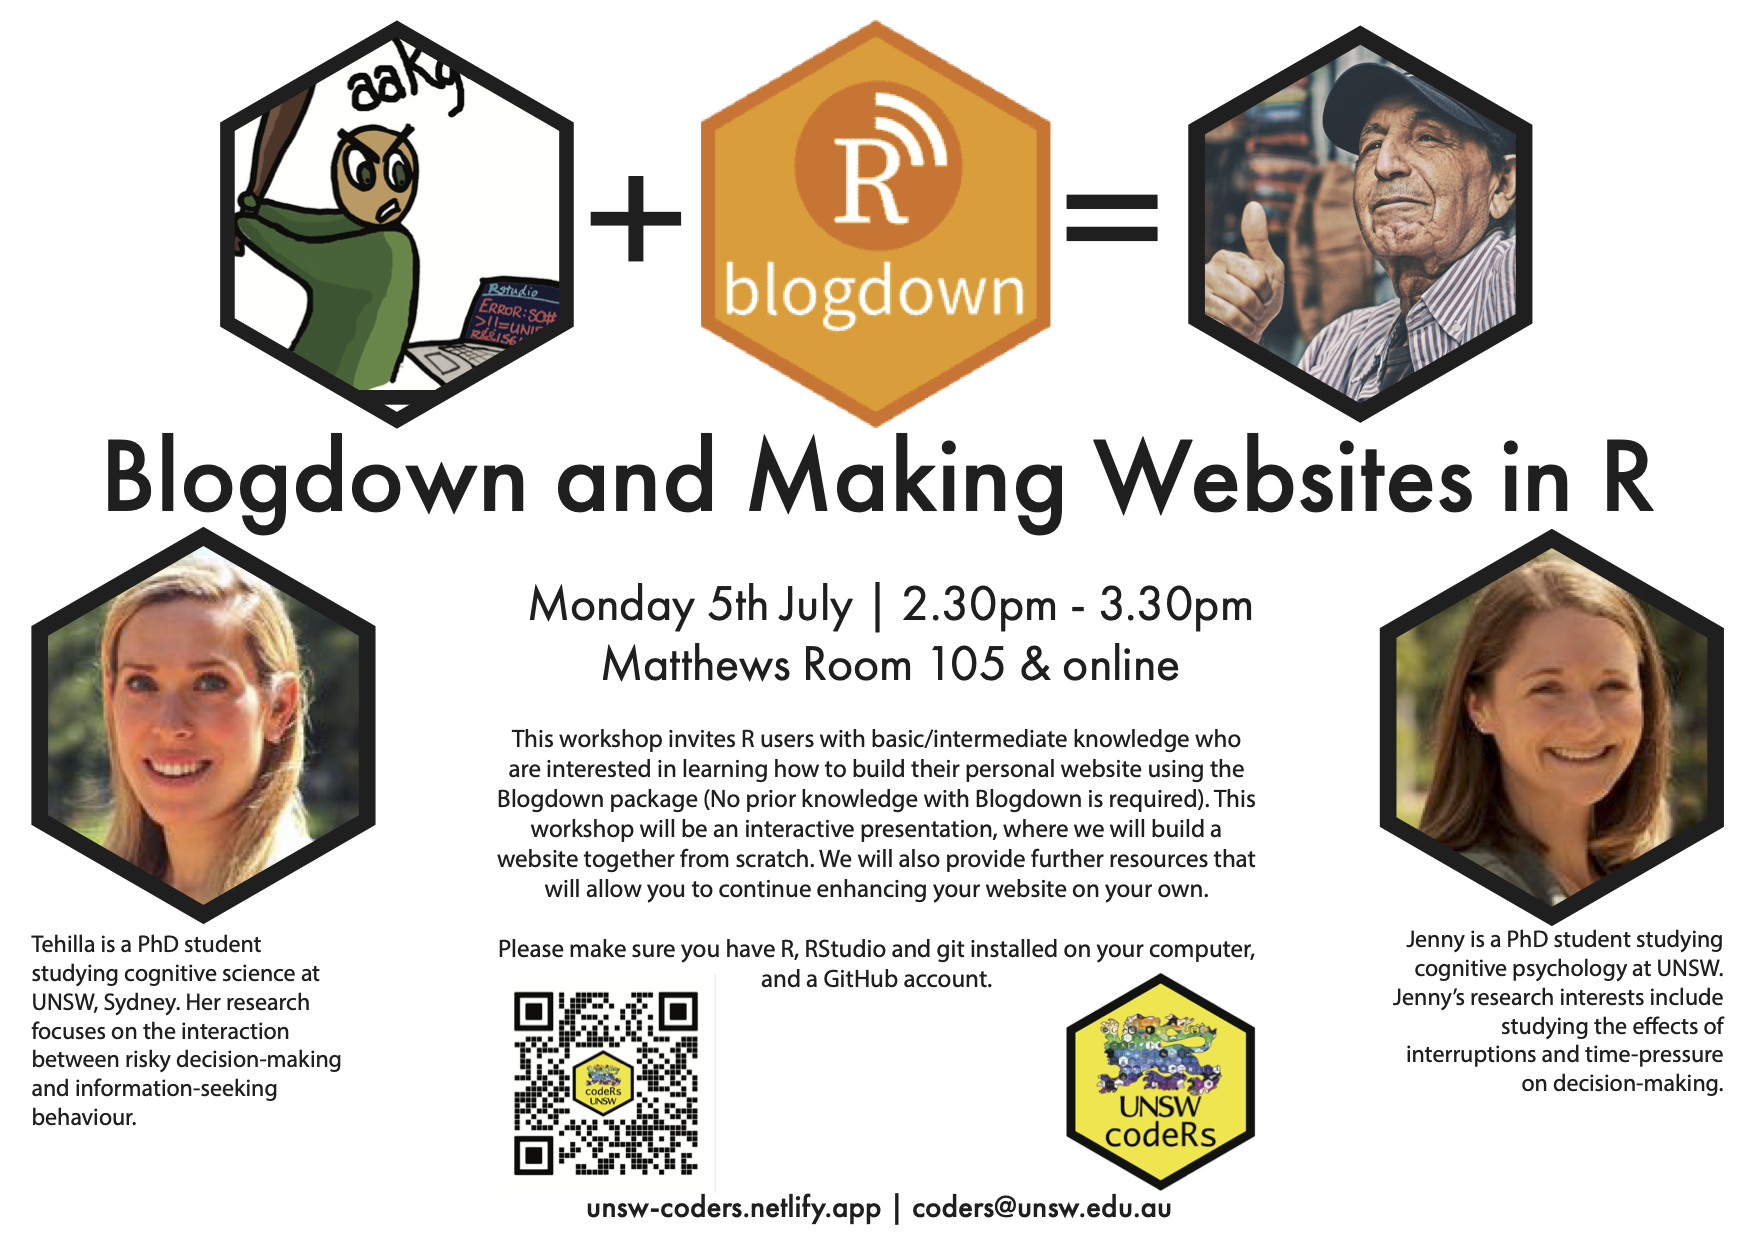 aakg
R
blogdown
Rstudio
ERROR: SO#
>!!=UNIF
+
=
Blogdown and Making Websites in R
Monday 5th July | 2.30pm - 3.30pm
Matthews Room 105 & online
This workshop invites R users with basic/intermediate knowledge who
are interested in learning how to build their personal website using the
Blogdown package (No prior knowledge with Blogdown is required). This
workshop will be an interactive presentation, where we will build a
website together from scratch. We will also provide further resources that
will allow you to continue enhancing your website on your own.
Please make sure you have R, RStudio and git installed on your computer,
and a GitHub account.
Tehilla is a PhD student
studying cognitive science at
UNSW, Sydney. Her research
focuses on the interaction
between risky decision-making
and information-seeking
behaviour.
Jenny is a PhD student studying
cognitive psychology at UNSW.
Jenny's research interests include
studying the effects of
interruptions and time-pressure
on decision-making.
codeRs
UNSW
UNSW
codeRs
unsw-coders.netlify.app | coders@unsw.edu.au